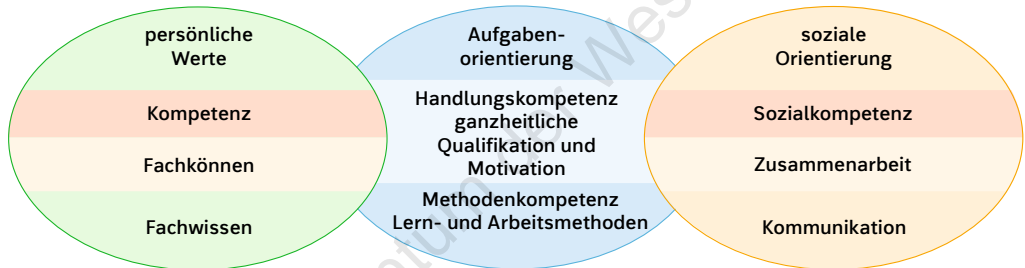 persönliche
Werte
Kompetenz
Fachkönnen
Fachwissen
Aufgaben-
orientierung
Handlungskompetenz
ganzheitliche
Qualifikation und
Motivation
Methodenkompetenz
Lern- und Arbeitsmethoden
soziale
Orientierung
Sozialkompetenz
Zusammenarbeit
Kommunikation